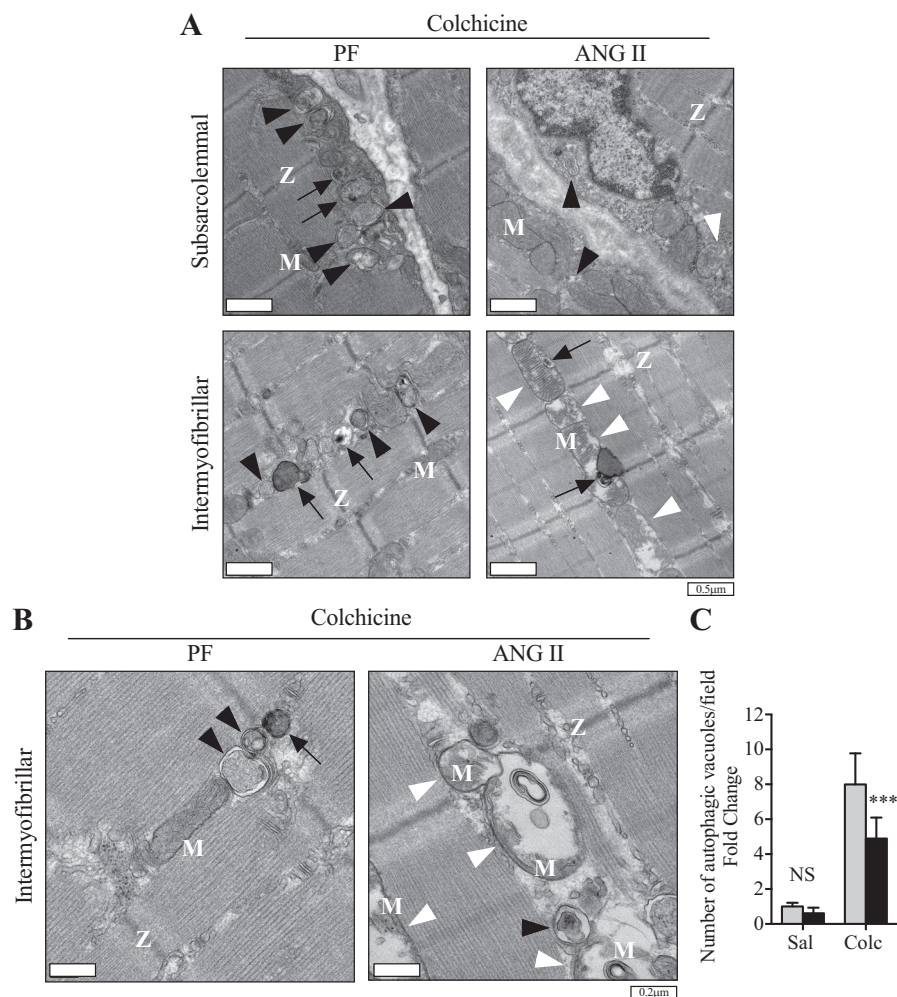 A
Colchicine
PF
ANG II
Subsarcolemmal
Z
M
Z
M
Intermyofibrillar
Z
M
Z
M
0.5µm
B
Colchicine
PF
ANG II
Intermyofibrillar
M
Z
Z
M
M
M
M
0.2µm
C
Number of autophagic vacuoles/field
Fold Change
12
10
8
6
4
2
0
NS
***
Sal
Colc